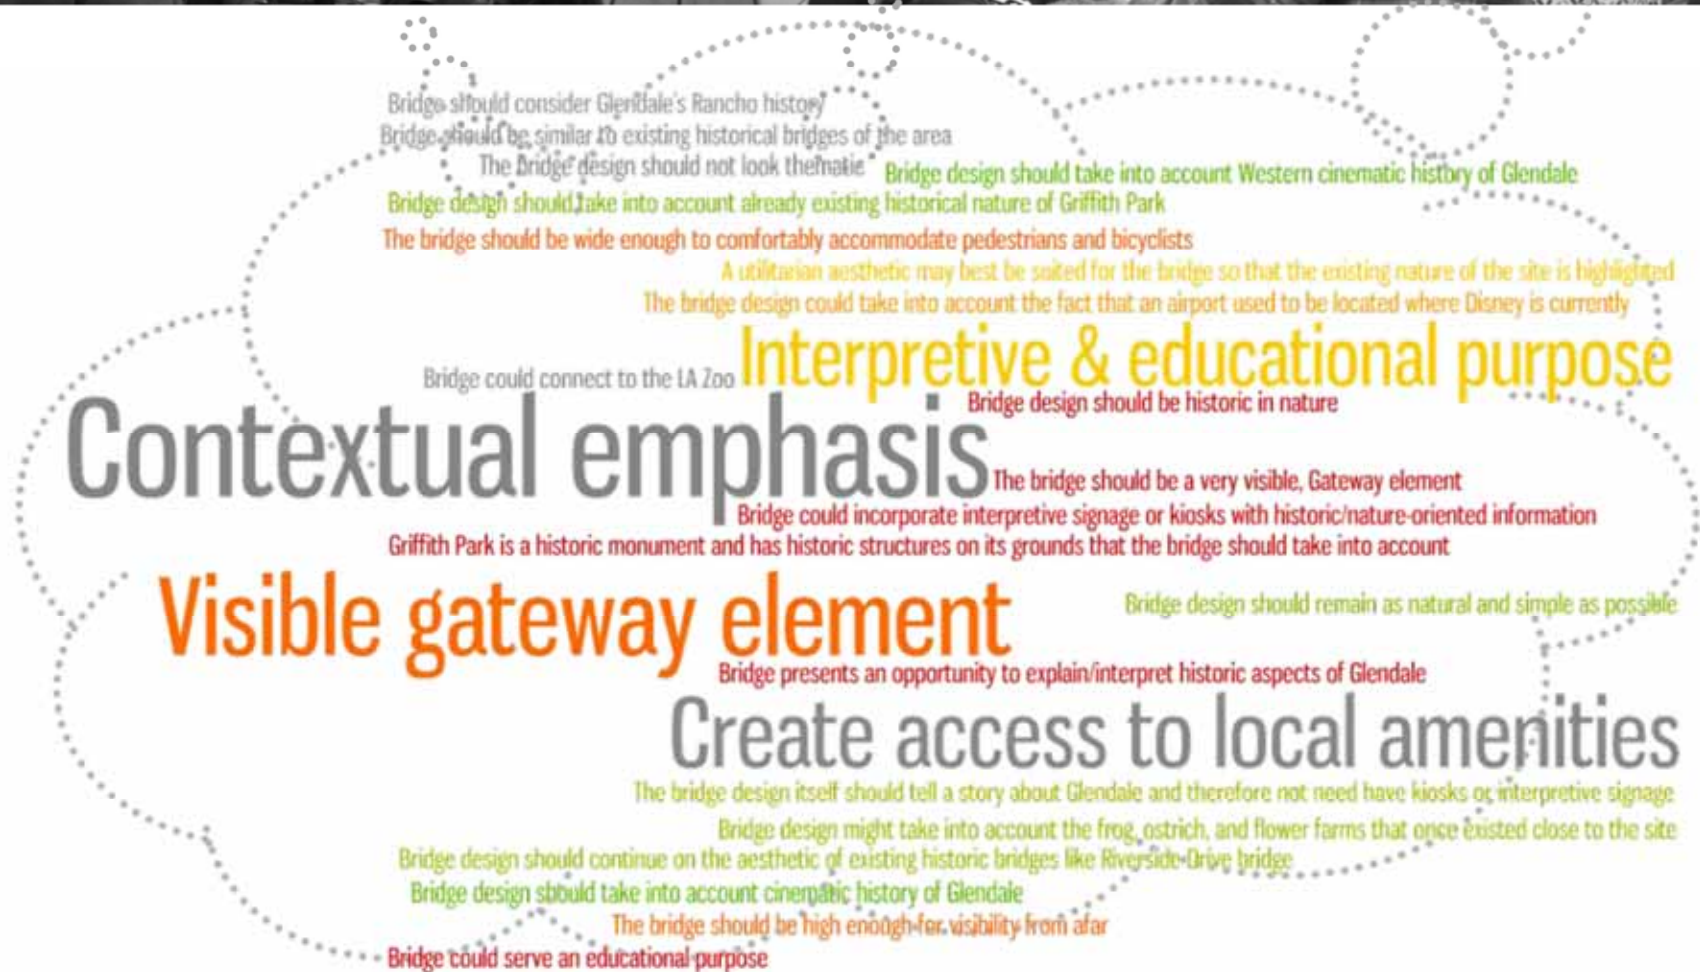 Bridge should consider Glendale's Rancho history
Bridge should be similar to existing historical bridges of the area
The bridge design should not look thematic
Bridge design should take into account Western cinematic history of Glendale
Bridge design should take into account already existing historical nature of Griffith Park
The bridge should be wide enough to comfortably accommodate pedestrians and bicyclists
A utilitarian aesthetic may best be suited for the bridge so that the existing nature of the site is highlighted
The bridge design could take into account the fact that an airport used to be located where Disney is currently
Interpretive & educational purpose
Bridge could connect to the LA Zoo
Bridge design should be historic in nature
Contextual emphasis
The bridge should be a very visible, Gateway element
Bridge could incorporate interpretive signage or kiosks with historic/nature-oriented information
Griffith Park is a historic monument and has historic structures on its grounds that the bridge should take into account
Visible gateway element
Bridge design should remain as natural and simple as possible
Bridge presents an opportunity to explain/interpret historic aspects of Glendale
Create access to local amenities
The bridge design itself should tell a story about Glendale and therefore not need have kiosks or interpretive signage
Bridge design might take into account the frog, ostrich, and flower farms that once existed close to the site
Bridge design should continue on the aesthetic of existing historic bridges like Riverside Drive bridge
Bridge design should take into account cinematic history of Glendale
The bridge should be high enough for visibility from afar
Bridge could serve an educational purpose